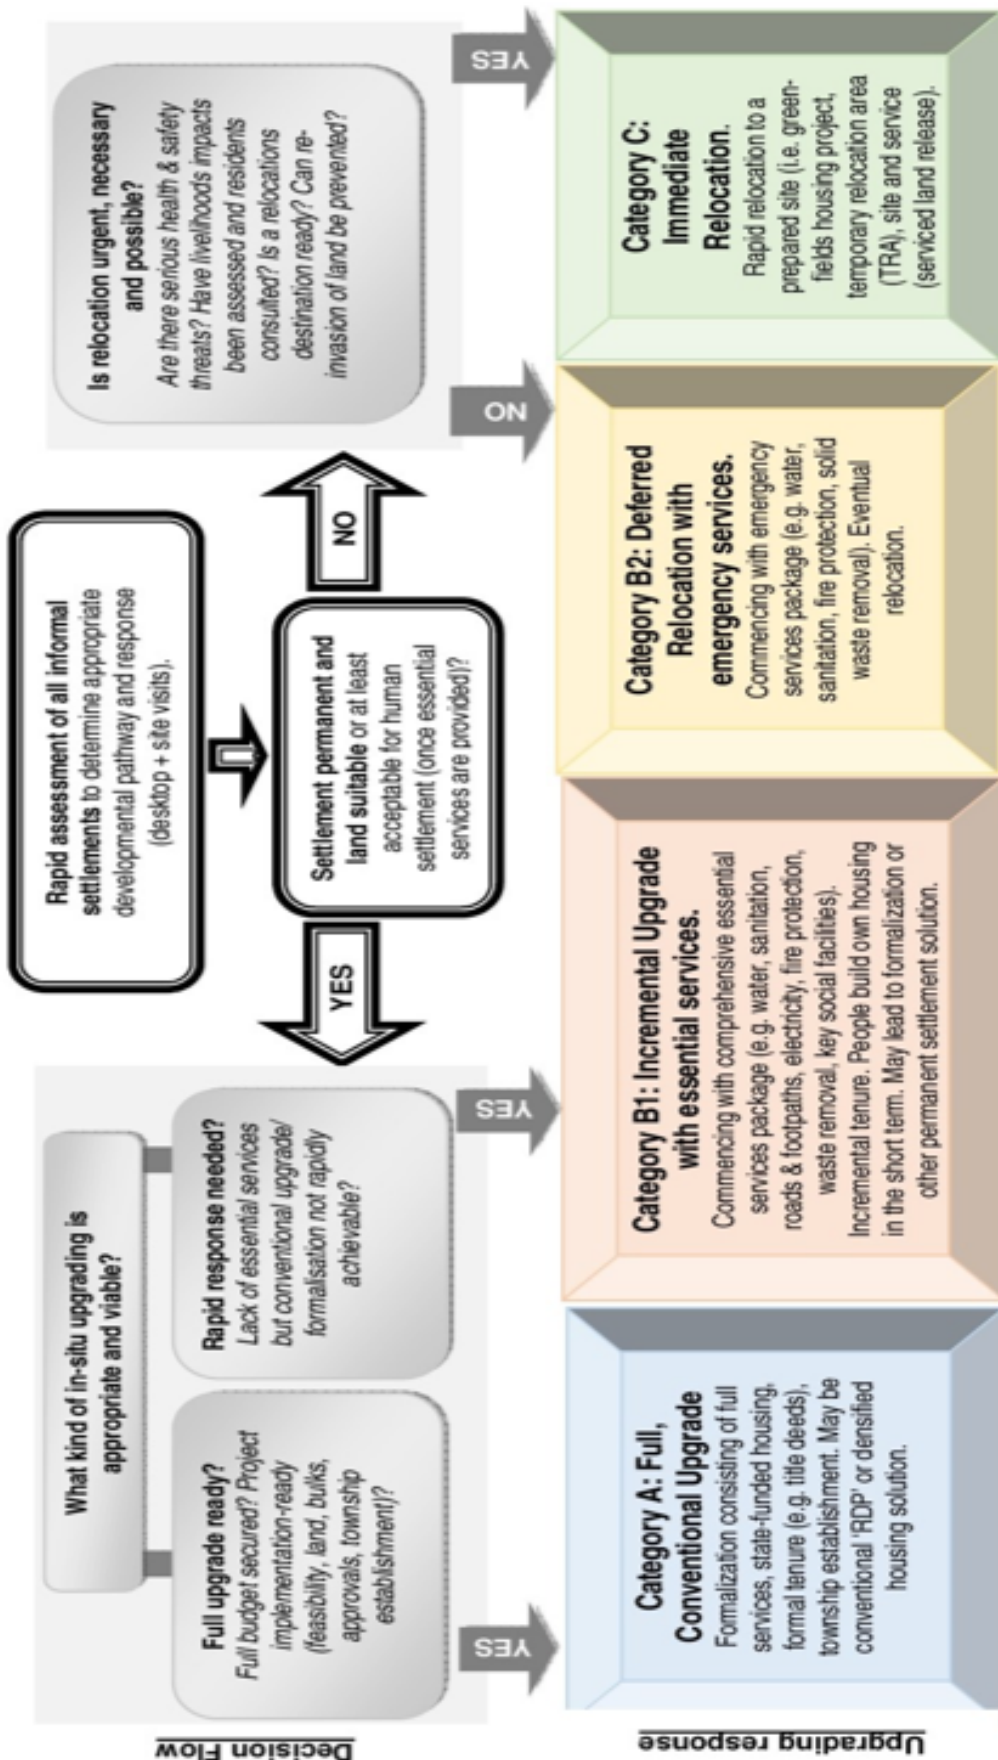 Decision Flow
Rapid assessment of all informal
settlements to determine appropriate
developmental pathway and response
(desktop + site visits).
Settlement permanent and
land suitable or at least
acceptable for human
settlement (once essential
services are provided)?
YES
NO
What kind of in-situ upgrading is
appropriate and viable?
Full upgrade ready?
Full budget secured? Project
implementation-ready
(feasibility, land, bulks,
approvals, township
establishment)?
Rapid response needed?
Lack of essential services
but conventional upgrade/
formalisation not rapidly
achievable?
Is relocation urgent, necessary
and possible?
Are there serious health & safety
threats? Have livelihoods impacts
been assessed and residents
consulted? Is a relocations
destination ready? Can re-
invasion of land be prevented?
YES
YES
NO
YES
Upgrading response
Category A: Full,
Conventional Upgrade
Formalization consisting of full
services, state-funded housing,
formal tenure (e.g. title deeds),
township establishment. May be
conventional 'RDP' or densified
housing solution.
Category B1: Incremental Upgrade
with essential services.
Commencing with comprehensive essential
services package (e.g. water, sanitation,
roads & footpaths, electricity, fire protection,
waste removal, key social facilities).
Incremental tenure. People build own housing
in the short term. May lead to formalization or
other permanent settlement solution.
Category B2: Deferred
Relocation with
emergency services.
Commencing with emergency
services package (e.g. water,
sanitation, fire protection, solid
waste removal). Eventual
relocation.
Category C:
Immediate
Relocation.
Rapid relocation to a
prepared site (i.e. green-
fields housing project,
temporary relocation area
(TRA), site and service
(serviced land release).